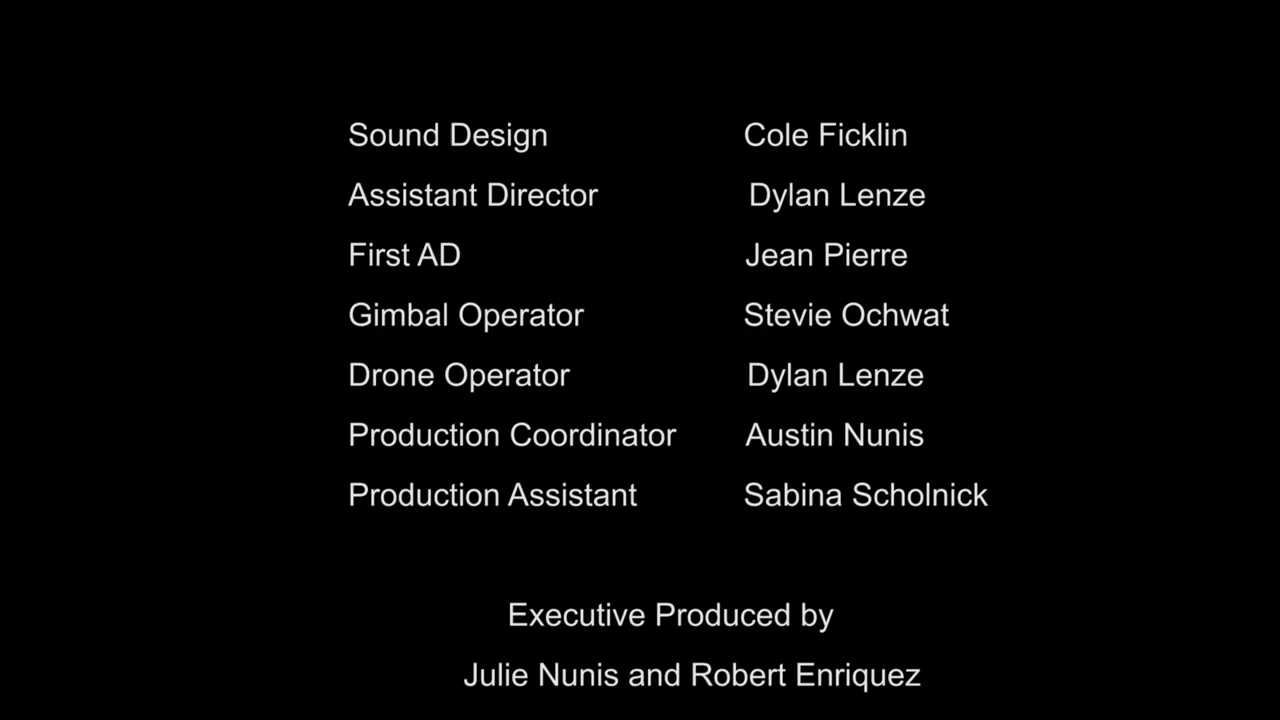 Sound Design Cole Ficklin
Assistant Director Dylan Lenze
First AD Jean Pierre
Gimbal Operator Stevie Ochwat
Drone Operator Dylan Lenze
Production Coordinator Austin Nunis
Production Assistant Sabina Scholnick
Executive Produced by
Julie Nunis and Robert Enriquez